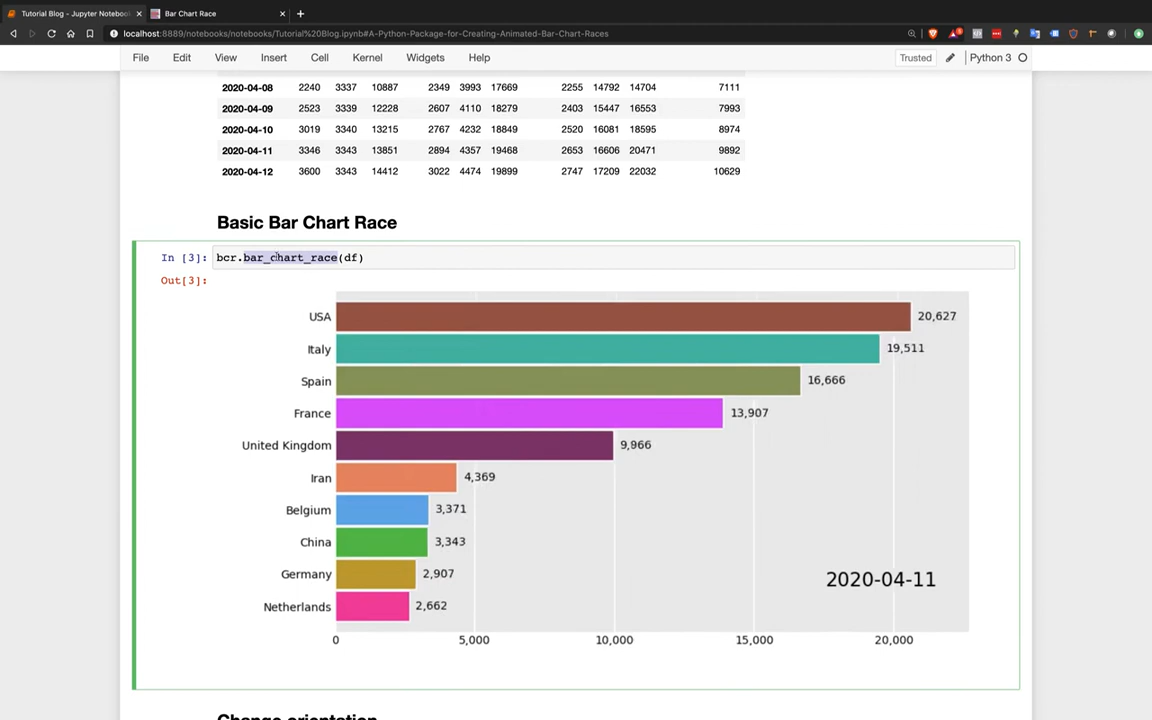 Tutorial Blog - Jupyter Notebook
Bar Chart Race
localhost:8889/notebooks/notebooks/Tutorial%20Blog.ipynb#A-Python-Package-for-Creating-Animated-Bar-Chart-Races
File Edit View Insert Cell Kernel Widgets Help Trusted Python 3
2020-04-08 2240 3337 10887 2349 3993 17669 2255 14792 14704 7111
2020-04-09 2523 3339 12228 2607 4110 18279 2403 15447 16553 7993
2020-04-10 3019 3340 13215 2767 4232 18849 2520 16081 18595 8974
2020-04-11 3346 3343 13851 2894 4357 19468 2653 16606 20471 9892
2020-04-12 3600 3343 14412 3022 4474 19899 2747 17209 22032 10629
Basic Bar Chart Race
In [3]: bcr.bar_chart_race(df)
Out[3]:
USA 20,627
Italy 19,511
Spain 16,666
France 13,907
United Kingdom 9,966
Iran 4,369
Belgium 3,371
China 3,343
Germany 2,907
2020-04-11
Netherlands 2,662
0 5,000 10,000 15,000 20,000
Change orientation